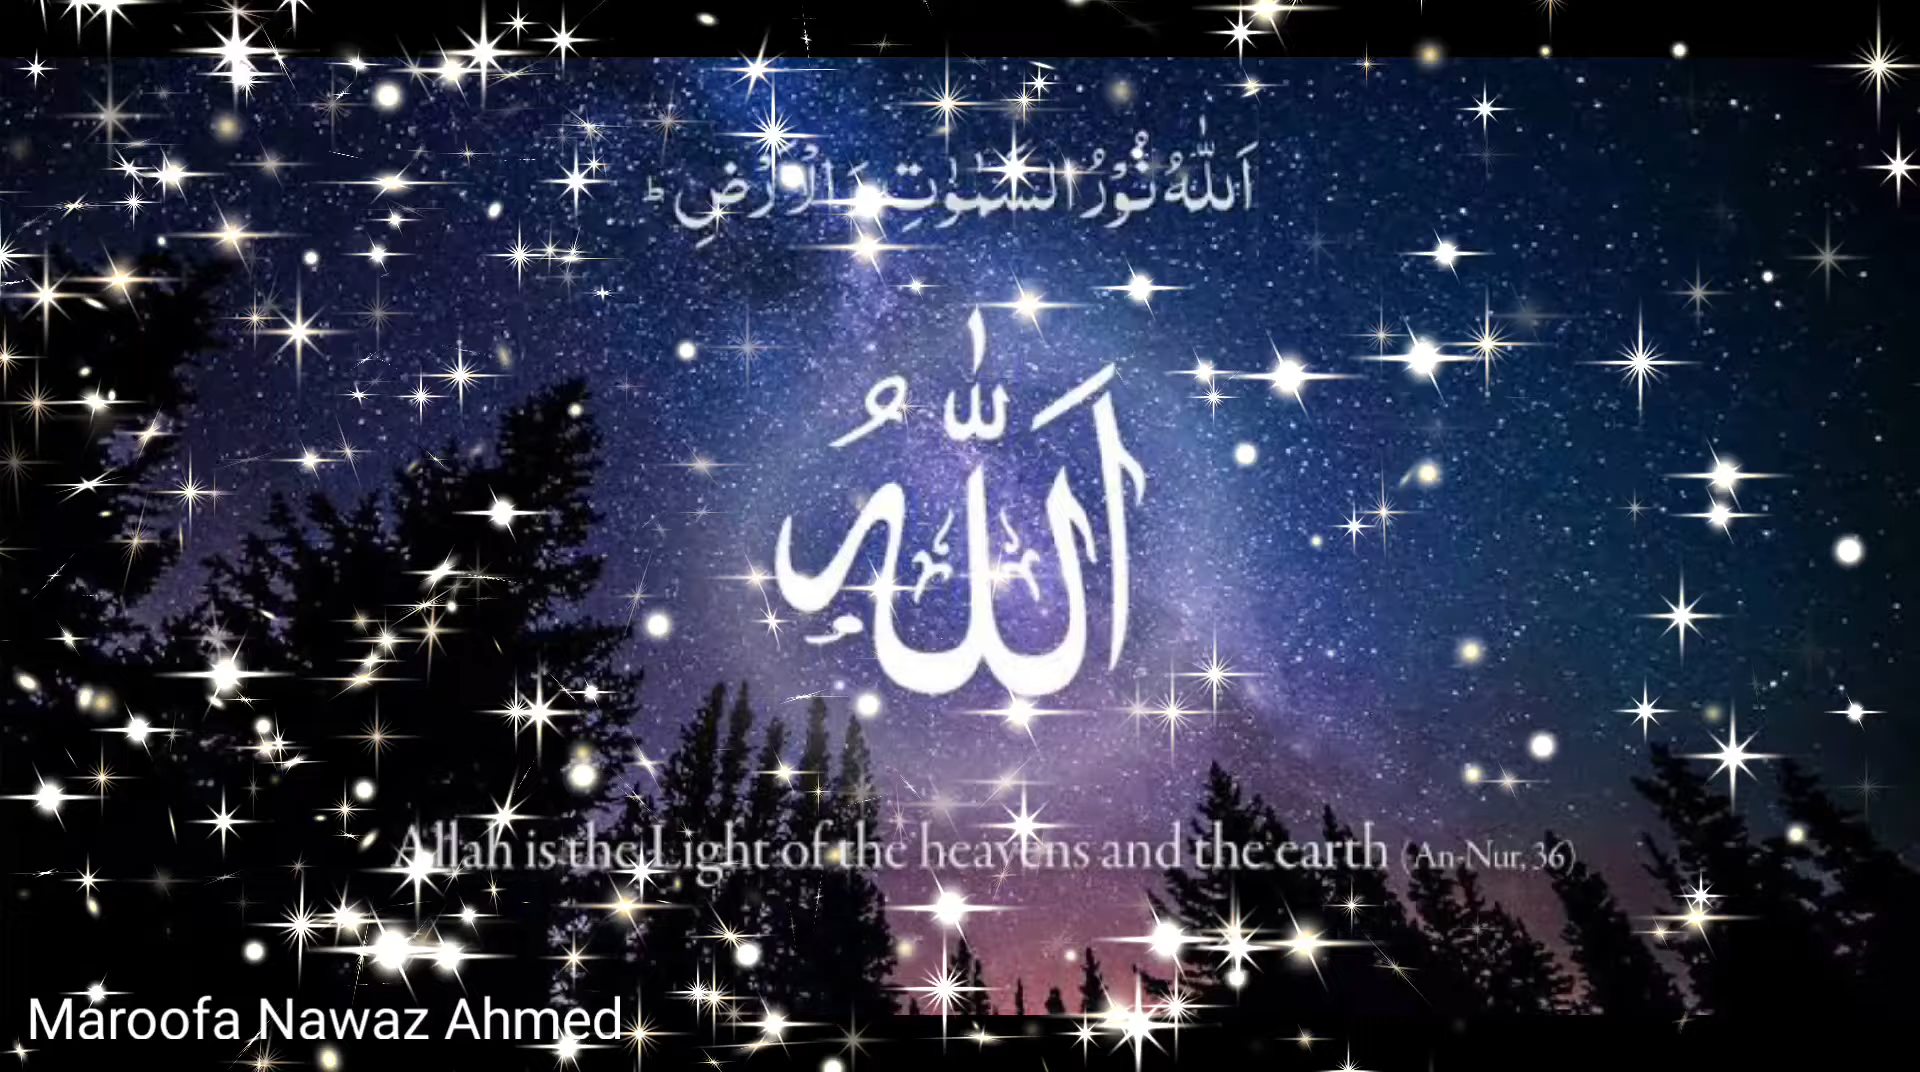 اَللّٰهُ نُوْرُ السَّمٰوٰتِ وَ الْاَرْضِ ؕ
اَللّٰهُ
Allah is the Light of the heavens and the earth (An-Nur, 36)
Maroofa Nawaz Ahmed